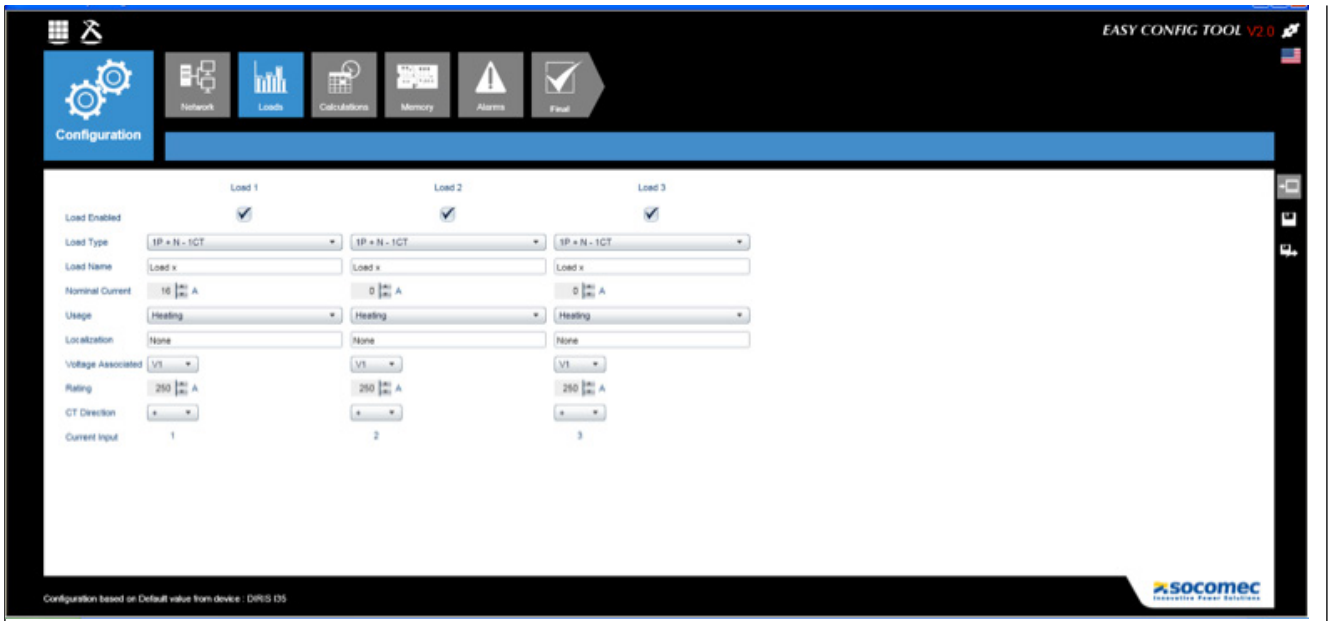 EASY CONFIG TOOL V2.0
Network Loads Calculations Memory Alarms Final
Configuration
Load 1 Load 2 Load 3
Load Enabled
Load Type 1P + N - 1CT 1P + N - 1CT 1P + N - 1CT
Load Name Load x Load x Load x
Nominal Current 16 A 0 A 0 A
Usage Heating Heating Heating
Localization None None None
Voltage Associated V1 V1 V1
Rating 250 A 250 A 250 A
CT Direction + + +
Current Input 1 2 3
socomec
Innovative Power Solutions
Configuration based on Default value from device : DIRIS I35